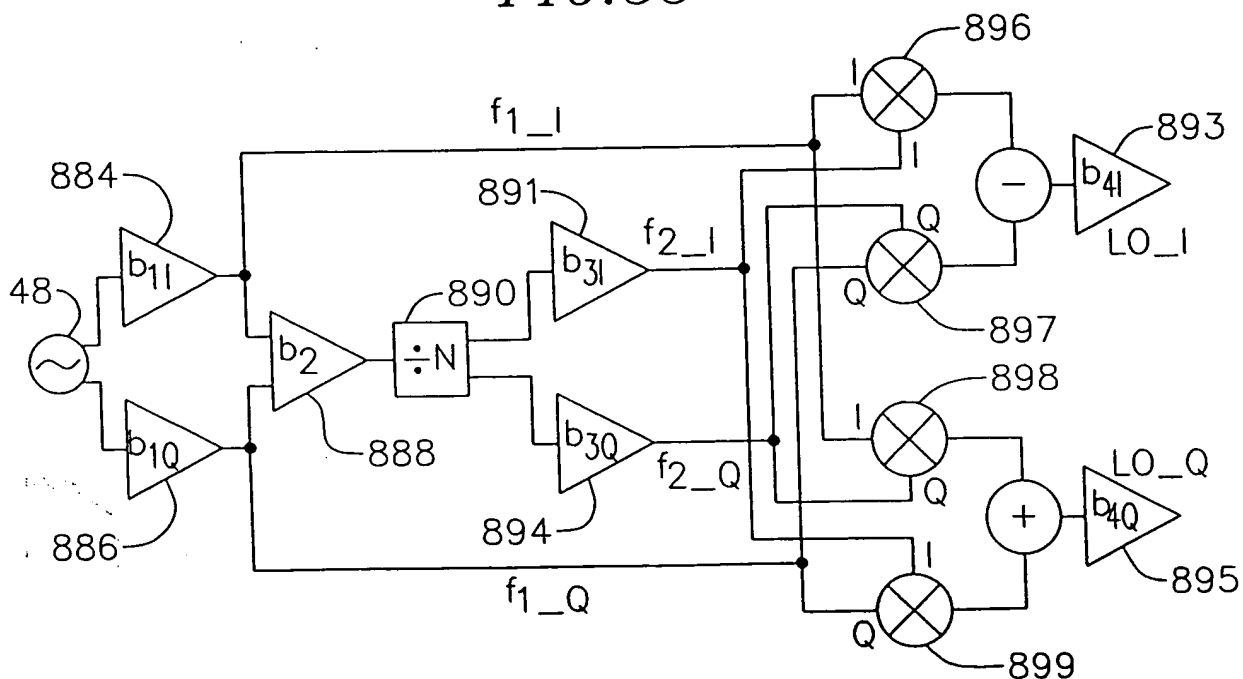 896
I
f1_I
893
b4I
884
I
891
−
Q
b1I
f2_I
LO_I
48
890
b3I
Q
b2
÷N
897
898
I
b1Q
888
b3Q
LO_Q
f2_Q
Q
+
b4Q
886
894
I
895
f1_Q
Q
899